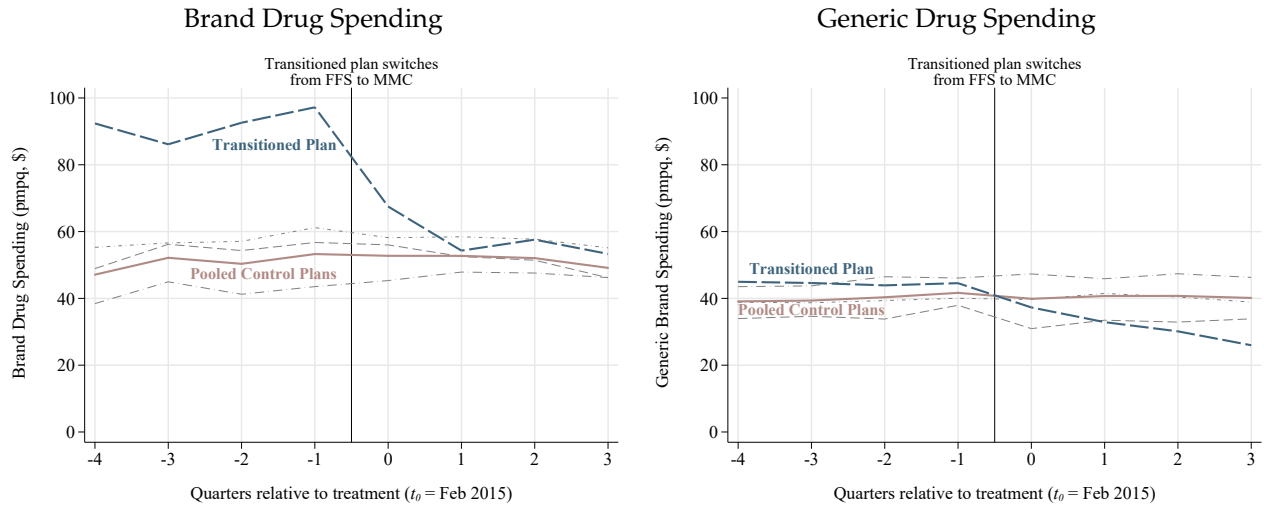 Brand Drug Spending
Transitioned plan switches
from FFS to MMC
Brand Drug Spending (pmpq, $)
100
80
60
40
20
0
Transitioned Plan
Pooled Control Plans
-4 -3 -2 -1 0 1 2 3
Quarters relative to treatment (t0 = Feb 2015)
Generic Drug Spending
Transitioned plan switches
from FFS to MMC
Generic Brand Spending (pmpq, $)
100
80
60
40
20
0
Transitioned Plan
Pooled Control Plans
-4 -3 -2 -1 0 1 2 3
Quarters relative to treatment (t0 = Feb 2015)